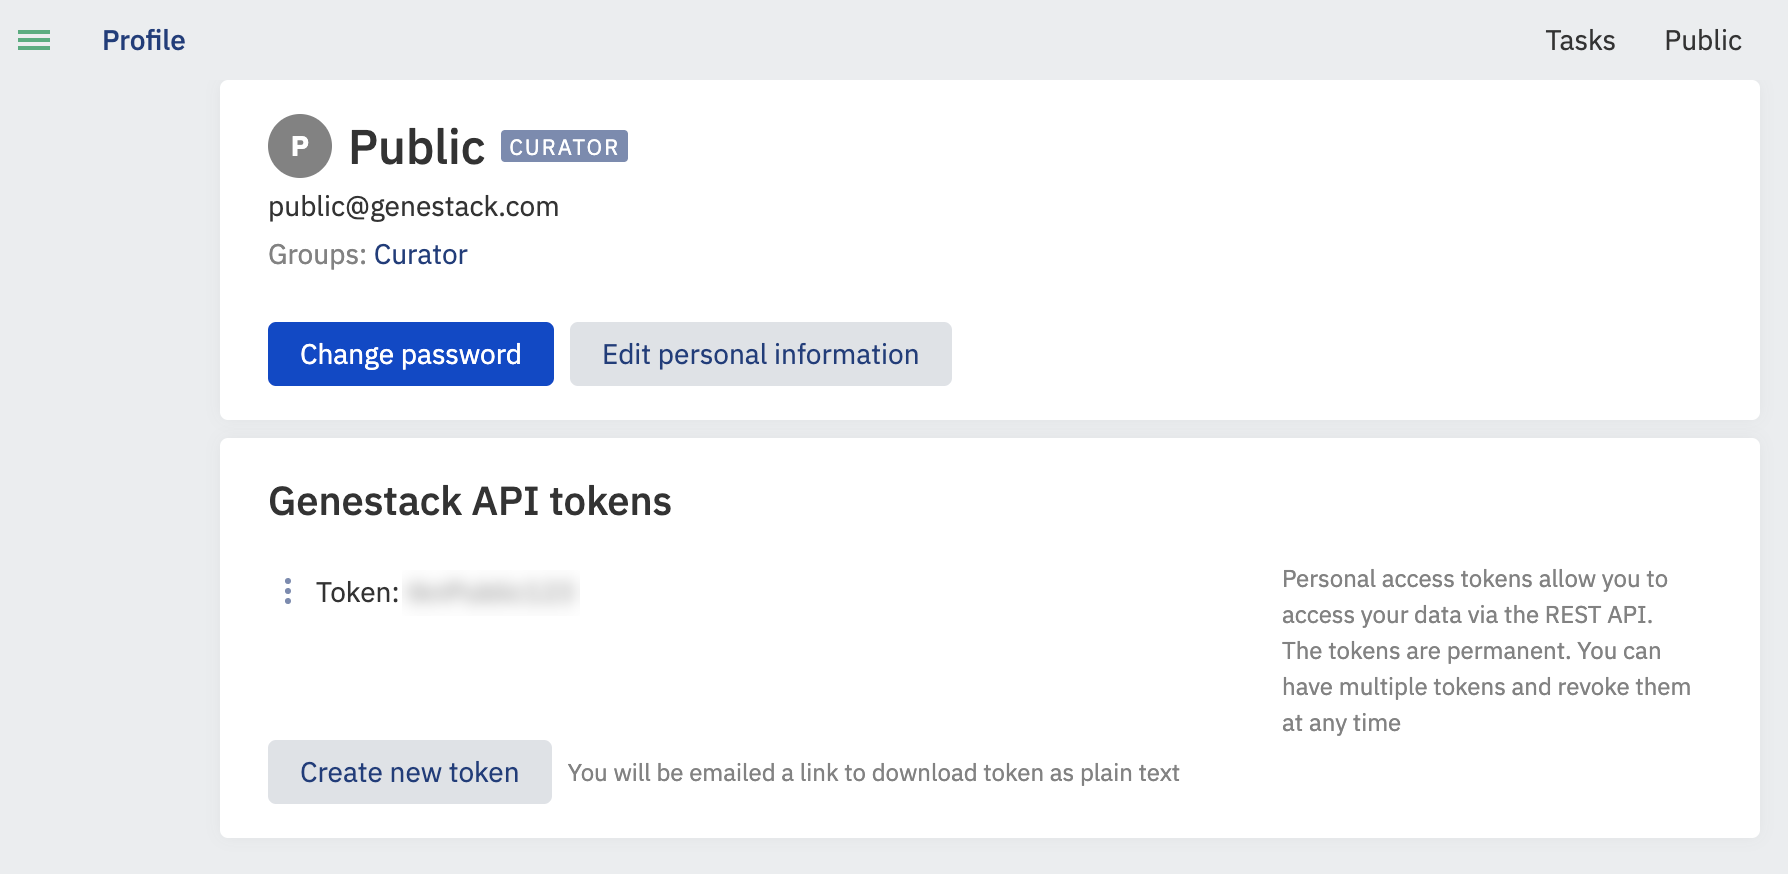 Profile
Tasks
Public
P
Public
CURATOR
public@genestack.com
Groups: Curator
Change password
Edit personal information
Genestack API tokens
Token:
Personal access tokens allow you to
access your data via the REST API.
The tokens are permanent. You can
have multiple tokens and revoke them
at any time
Create new token
You will be emailed a link to download token as plain text